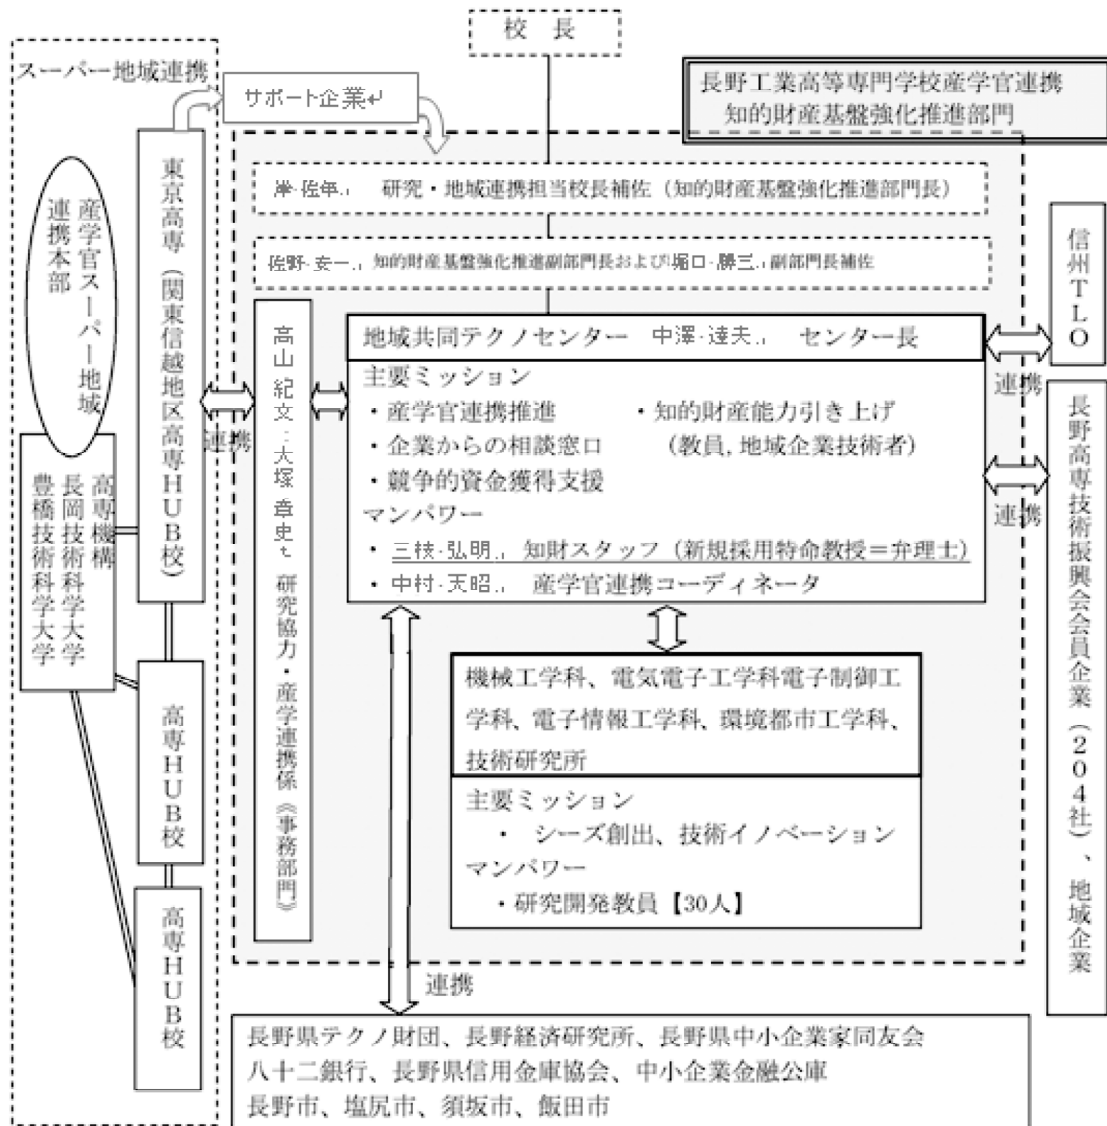 校 長
スーパー地域連携
サポート企業↵
長野工業高等専門学校産学官連携
知的財産基盤強化推進部門
岸・佐年 研究・地域連携担当校長補佐（知的財産基盤強化推進部門長）
佐野・安一 知的財産基盤強化推進副部門長および堀口・勝三 副部門長補佐
産学官スーパー地域
連携本部
東京高専（関東信越地区高専HUB校）
高専機構
長岡技術科学大学
豊橋技術科学大学
高専HUB校
高専HUB校
連携
高山 紀文：大塚 章史 研究協力・産学連携係《事務部門》
地域共同テクノセンター 中澤・達夫 センター長
主要ミッション
・産学官連携推進 ・知的財産能力引き上げ
・企業からの相談窓口 （教員, 地域企業技術者）
・競争的資金獲得支援
マンパワー
・三枝・弘明 知財スタッフ（新規採用特命教授＝弁理士）
・中村・天昭 産学官連携コーディネータ
信州TLO
連携
連携
長野高専技術振興会会員企業（204社）、地域企業
機械工学科、電気電子工学科電子制御工
学科、電子情報工学科、環境都市工学科、
技術研究所
主要ミッション
・ シーズ創出、技術イノベーション
マンパワー
・研究開発教員【30人】
連携
長野県テクノ財団、長野経済研究所、長野県中小企業家同友会
八十二銀行、長野県信用金庫協会、中小企業金融公庫
長野市、塩尻市、須坂市、飯田市